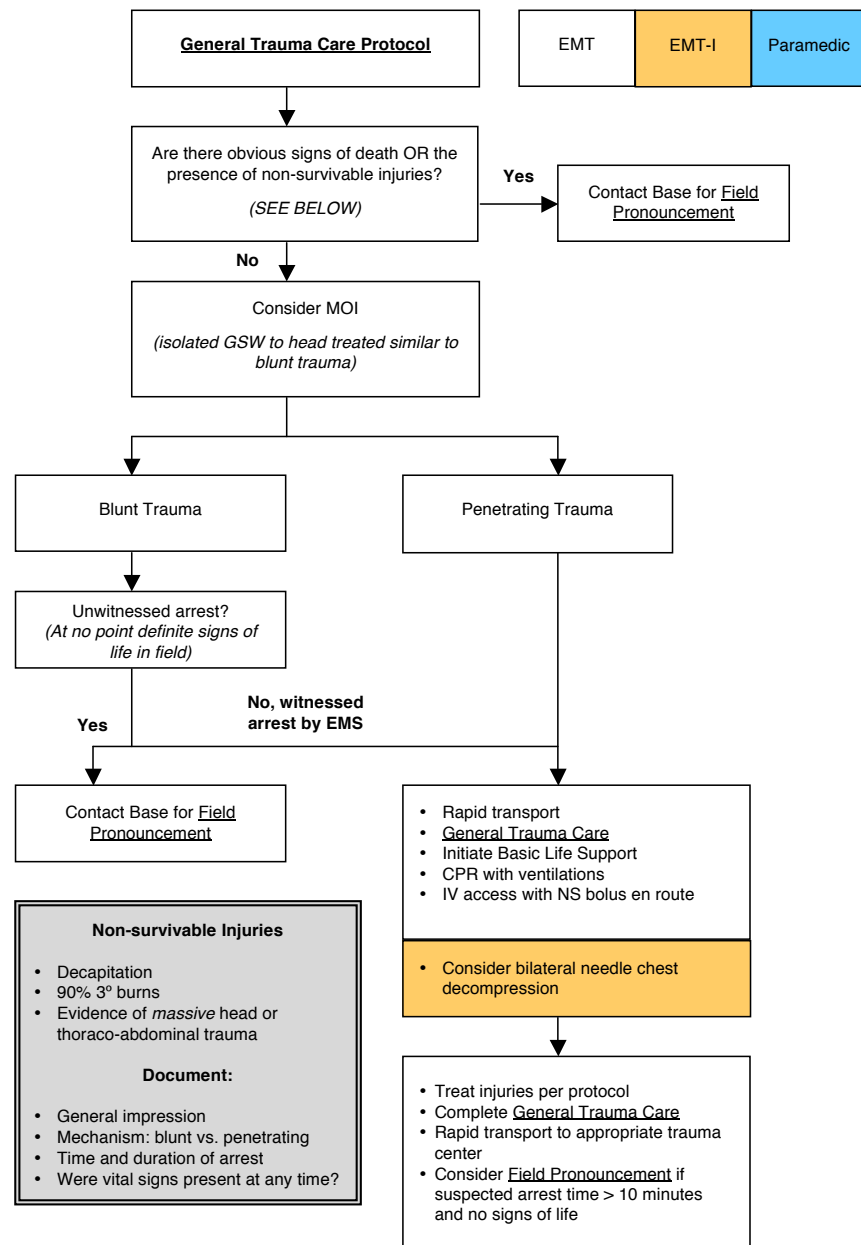 General Trauma Care Protocol
EMT
EMT-I
Paramedic
Are there obvious signs of death OR the
presence of non-survivable injuries?
(SEE BELOW)
Yes
Contact Base for Field
Pronouncement
No
Consider MOI
(isolated GSW to head treated similar to
blunt trauma)
Blunt Trauma
Penetrating Trauma
Unwitnessed arrest?
(At no point definite signs of
life in field)
Yes
No, witnessed
arrest by EMS
Contact Base for Field
Pronouncement
• Rapid transport
• General Trauma Care
• Initiate Basic Life Support
• CPR with ventilations
• IV access with NS bolus en route
• Consider bilateral needle chest
decompression
Non-survivable Injuries
• Decapitation
• 90% 3º burns
• Evidence of massive head or
thoraco-abdominal trauma
Document:
• General impression
• Mechanism: blunt vs. penetrating
• Time and duration of arrest
• Were vital signs present at any time?
• Treat injuries per protocol
• Complete General Trauma Care
• Rapid transport to appropriate trauma
center
• Consider Field Pronouncement if
suspected arrest time > 10 minutes
and no signs of life